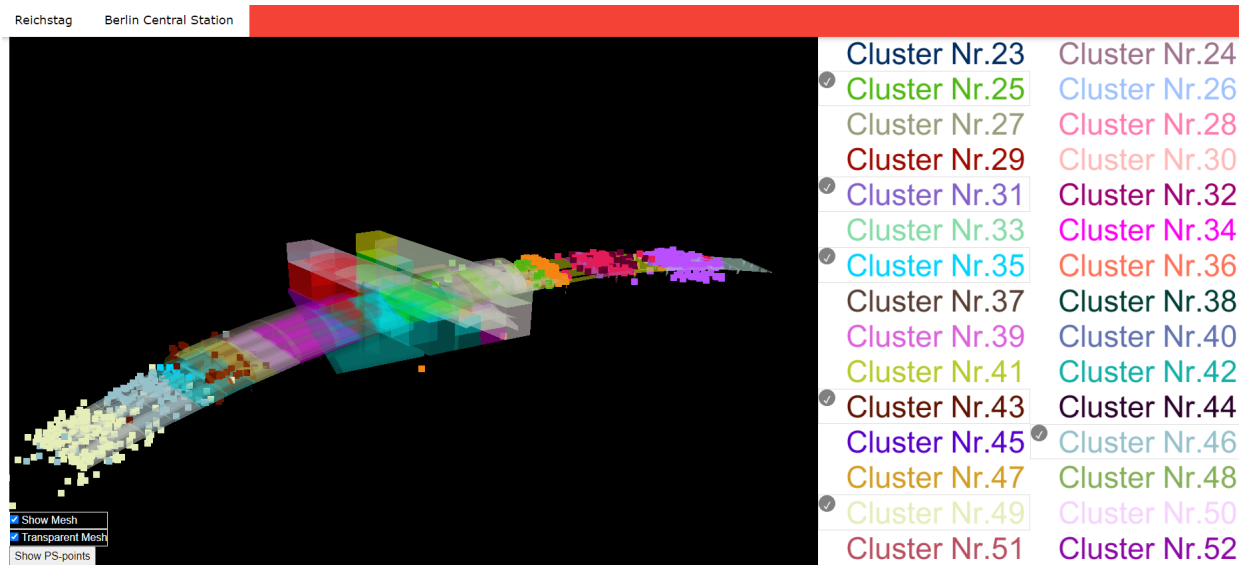 Reichstag Berlin Central Station
Cluster Nr.23 Cluster Nr.24
Cluster Nr.25 Cluster Nr.26
Cluster Nr.27 Cluster Nr.28
Cluster Nr.29 Cluster Nr.30
Cluster Nr.31 Cluster Nr.32
Cluster Nr.33 Cluster Nr.34
Cluster Nr.35 Cluster Nr.36
Cluster Nr.37 Cluster Nr.38
Cluster Nr.39 Cluster Nr.40
Cluster Nr.41 Cluster Nr.42
Cluster Nr.43 Cluster Nr.44
Cluster Nr.45 Cluster Nr.46
Cluster Nr.47 Cluster Nr.48
Cluster Nr.49 Cluster Nr.50
Cluster Nr.51 Cluster Nr.52
Show Mesh
Transparent Mesh
Show PS-points